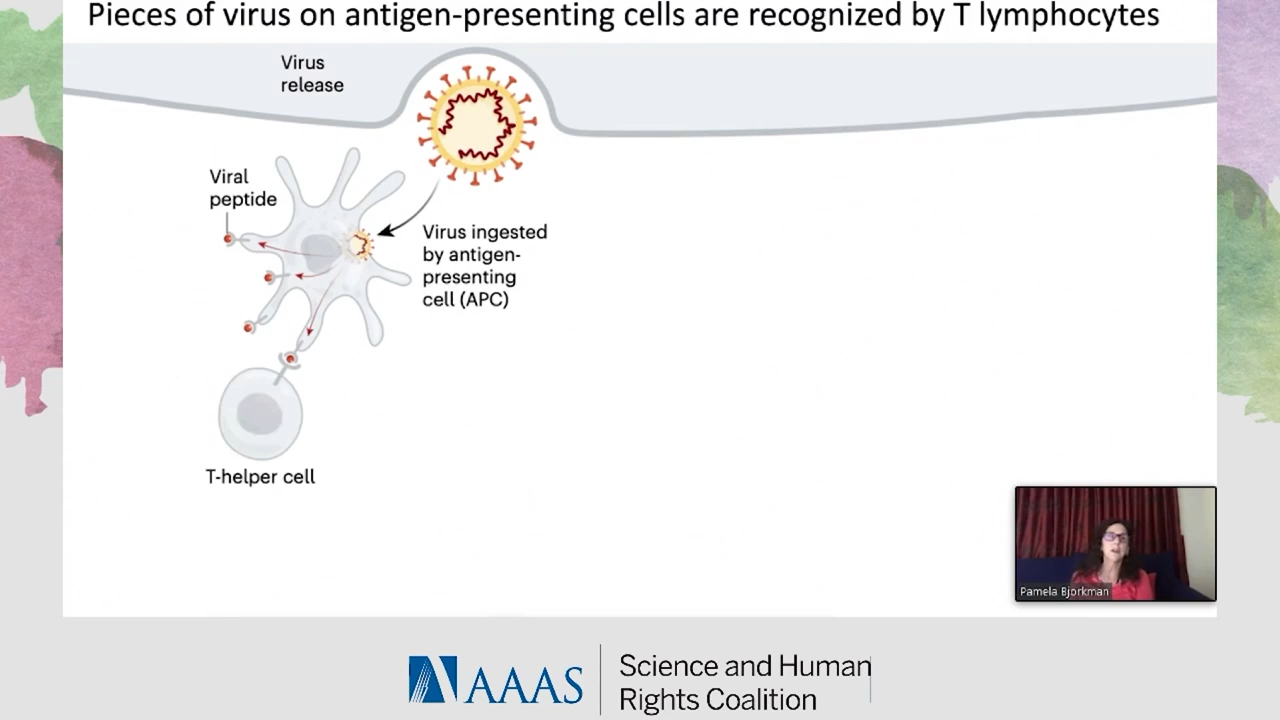 Pieces of virus on antigen-presenting cells are recognized by T lymphocytes
Virus
release
Viral
peptide
Virus ingested
by antigen-
presenting
cell (APC)
T-helper cell
Pamela Bjorkman
AAAS
Science and Human
Rights Coalition